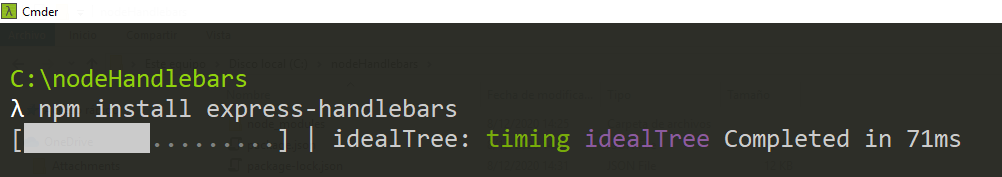 Cmder
C:\nodeHandlebars
λ npm install express-handlebars
[.........] | idealTree: timing idealTree Completed in 71ms